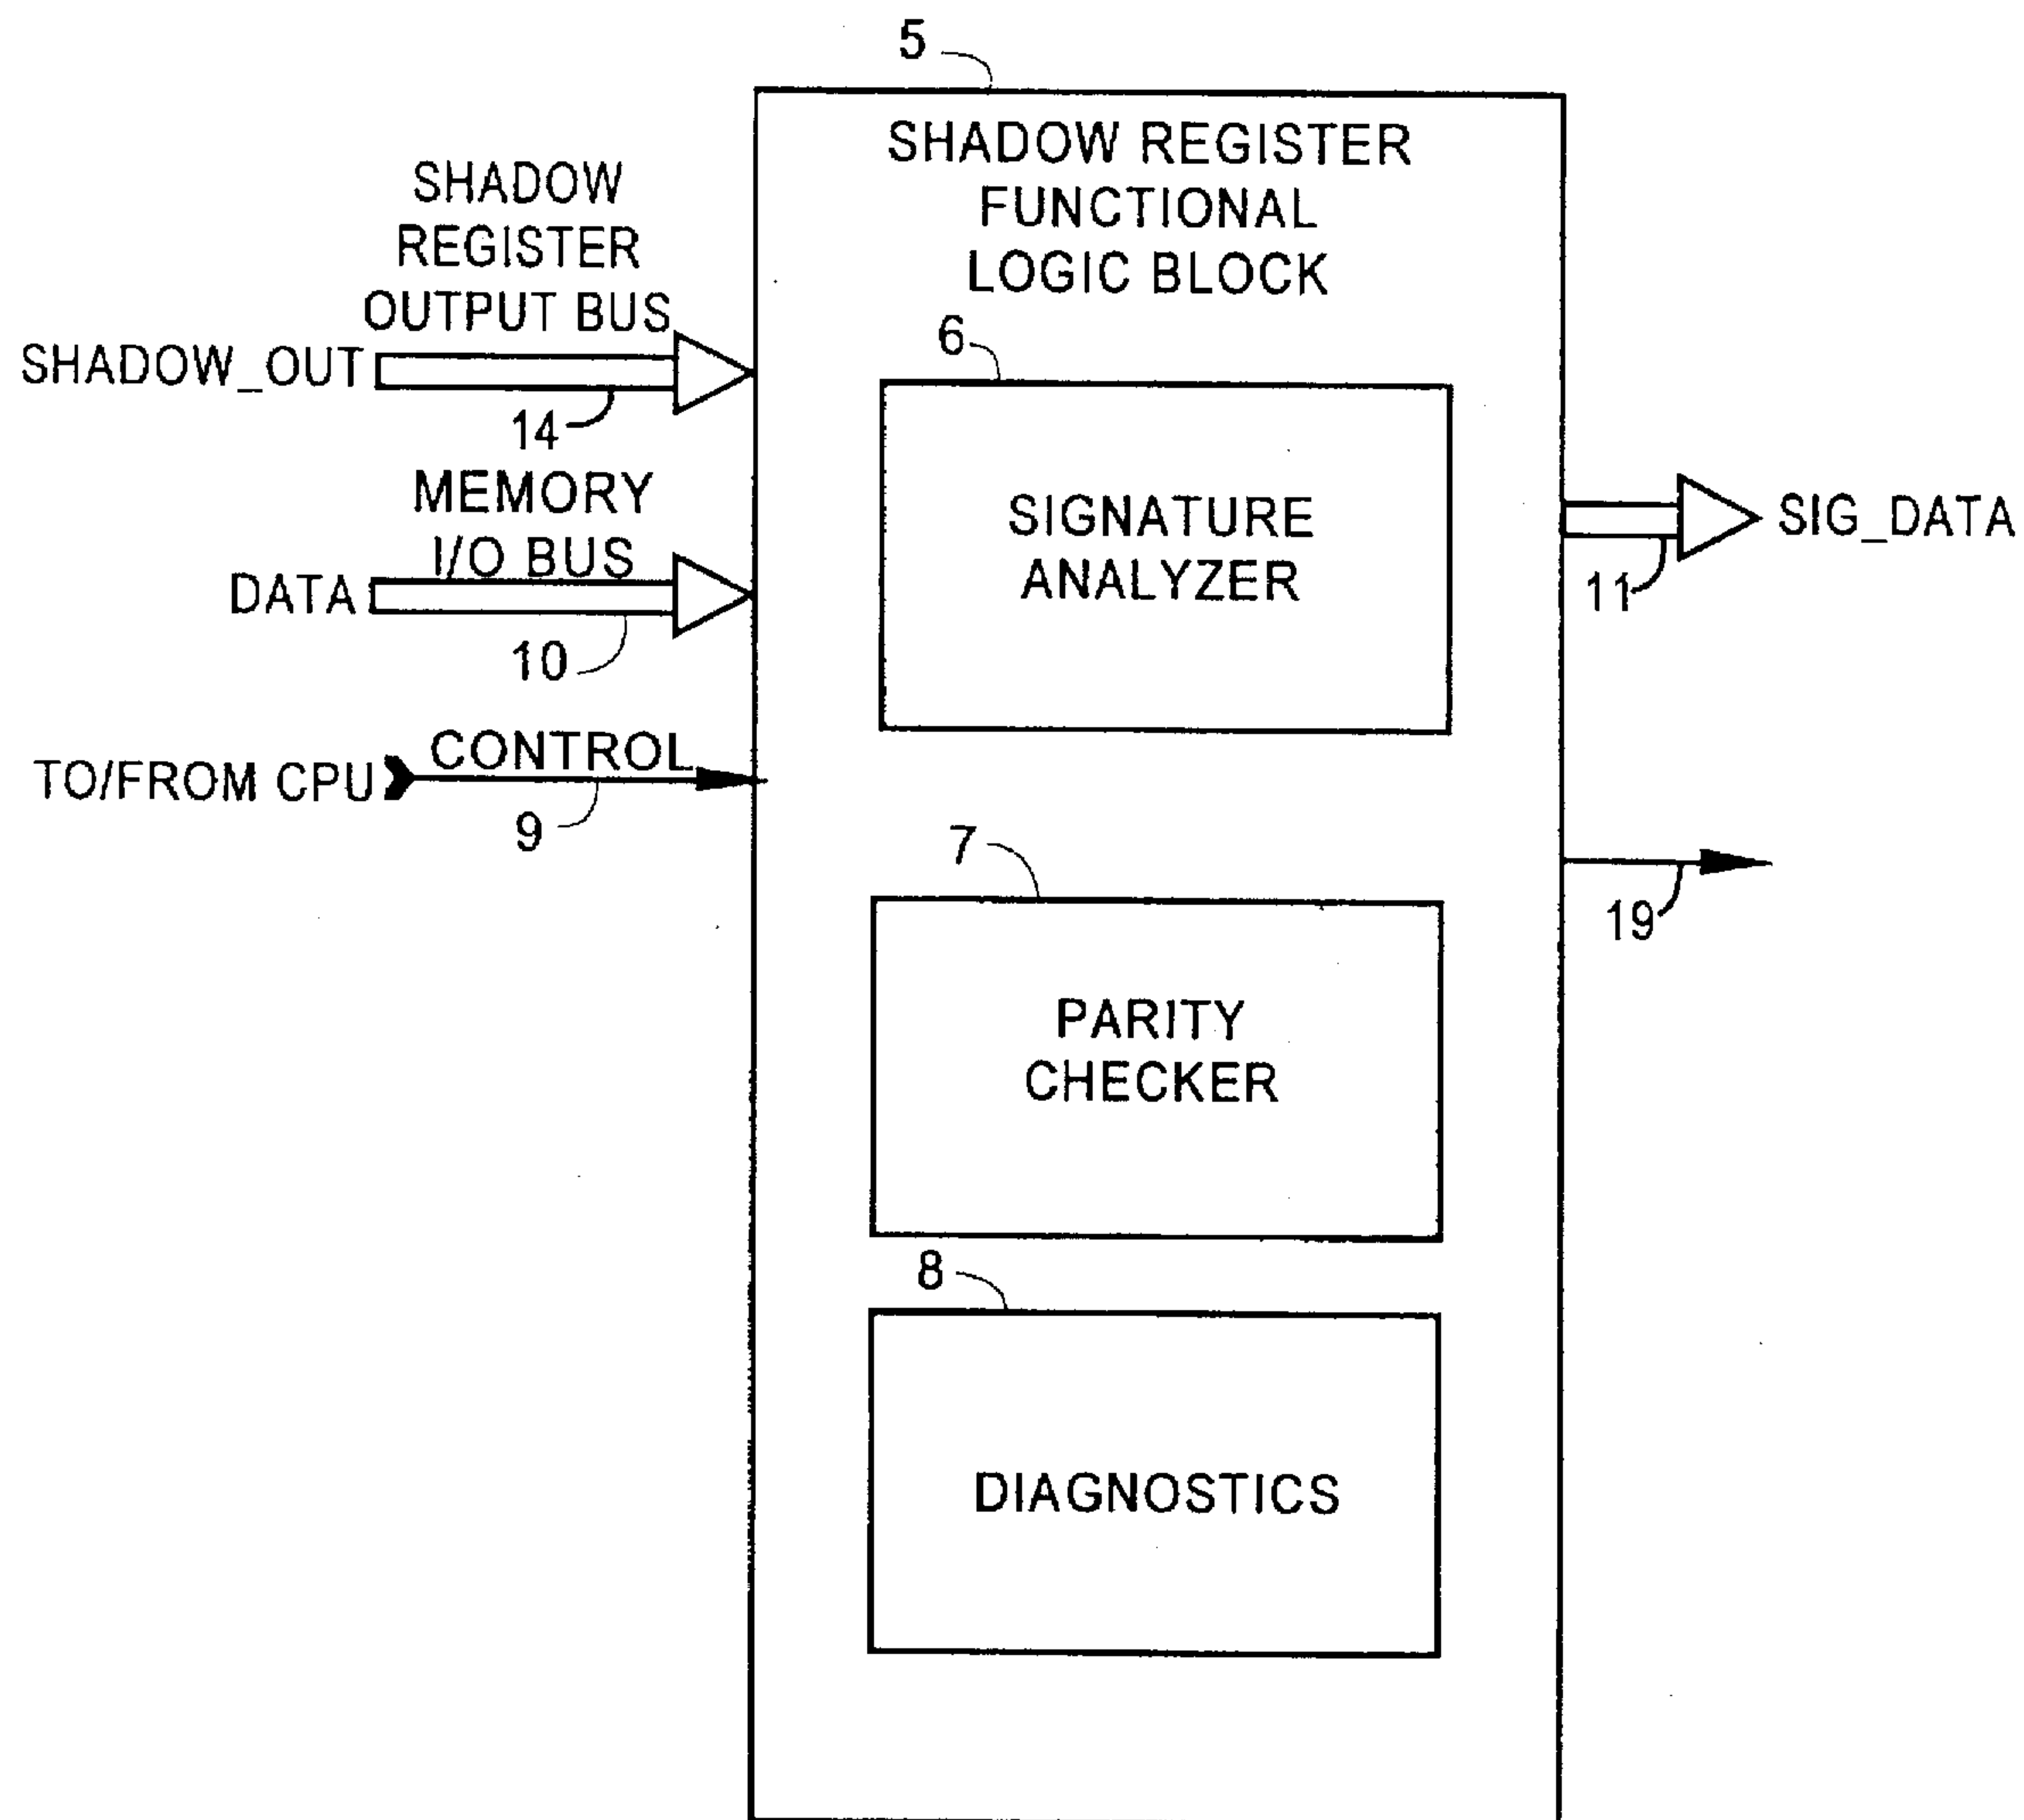 5
SHADOW REGISTER
FUNCTIONAL
LOGIC BLOCK
SHADOW
REGISTER
OUTPUT BUS
SHADOW_OUT
14
MEMORY
I/O BUS
DATA
10
CONTROL
TO/FROM CPU
9
6
SIGNATURE
ANALYZER
SIG_DATA
11
7
19
PARITY
CHECKER
8
DIAGNOSTICS